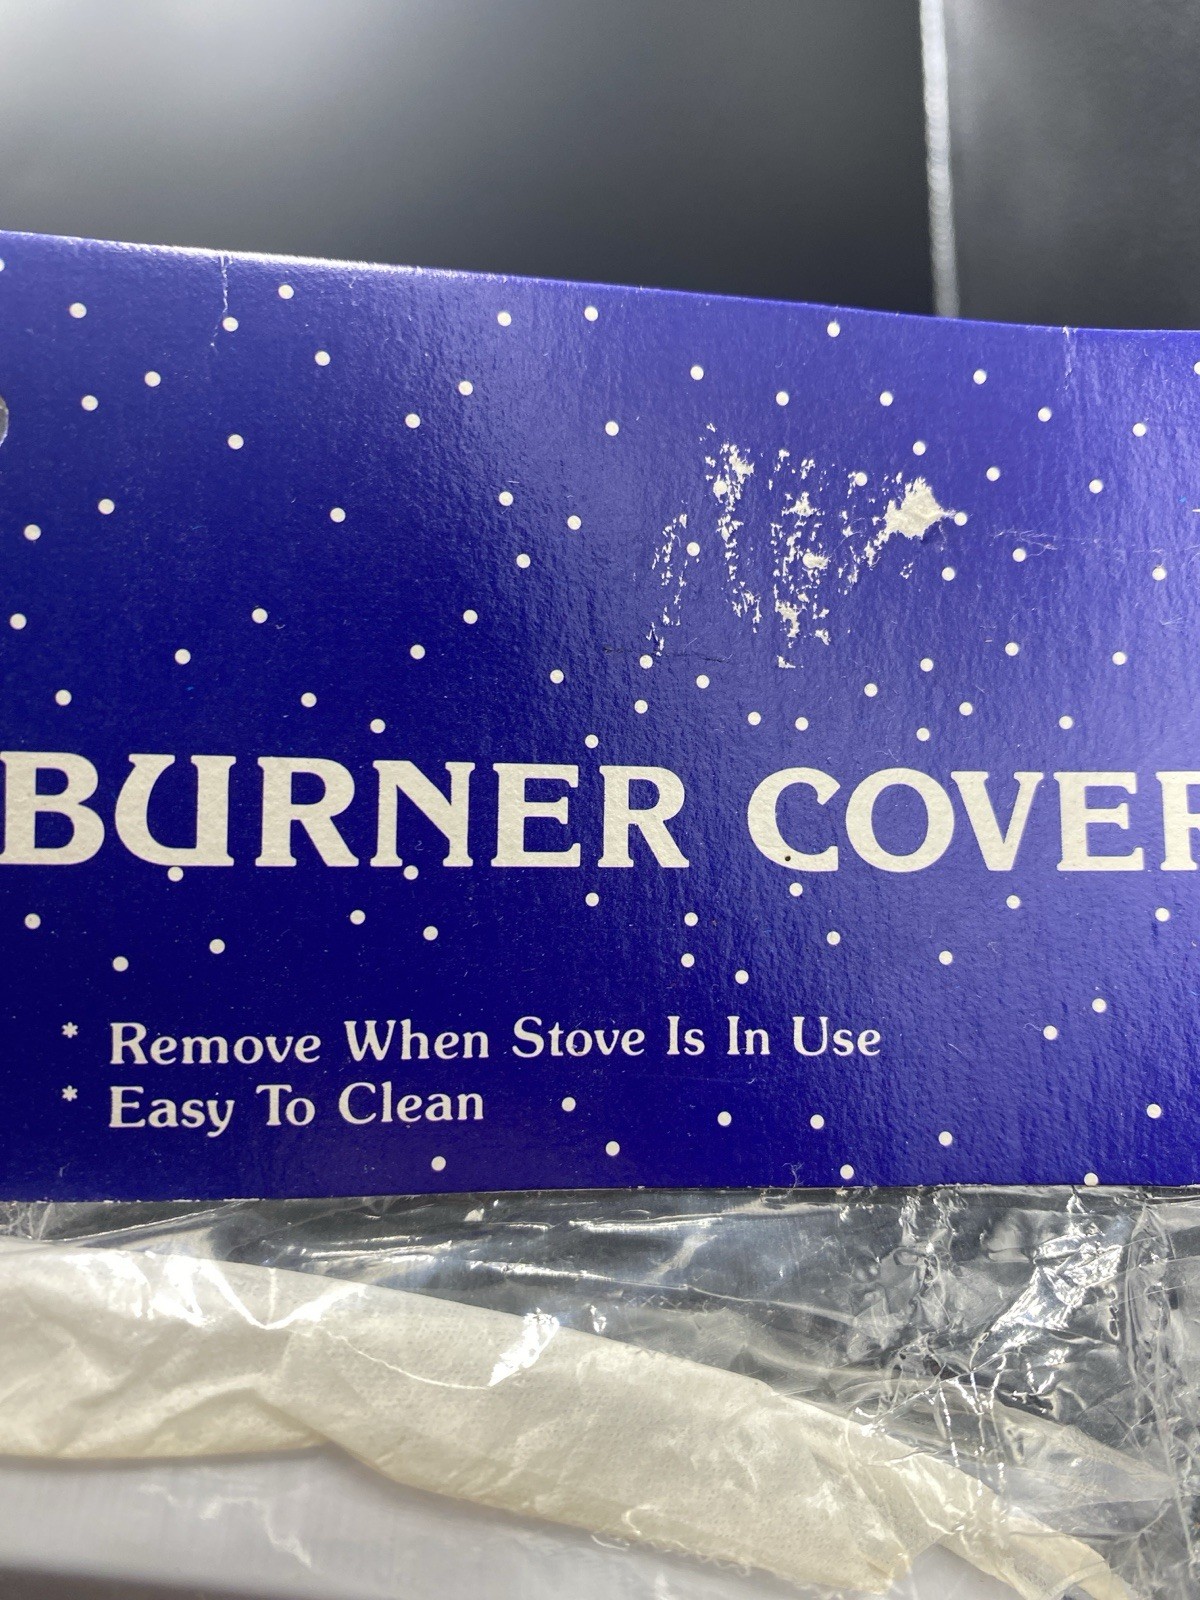 BURNER COVER
* Remove When Stove Is In Use
* Easy To Clean